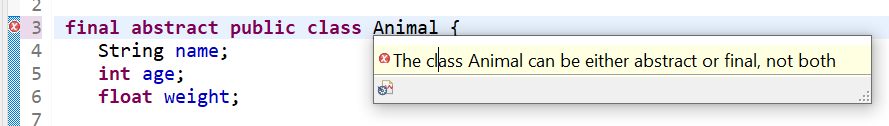 2
3 final abstract public class Animal {
4 String name;
The class Animal can be either abstract or final, not both
5 int age;
6 float weight;
7